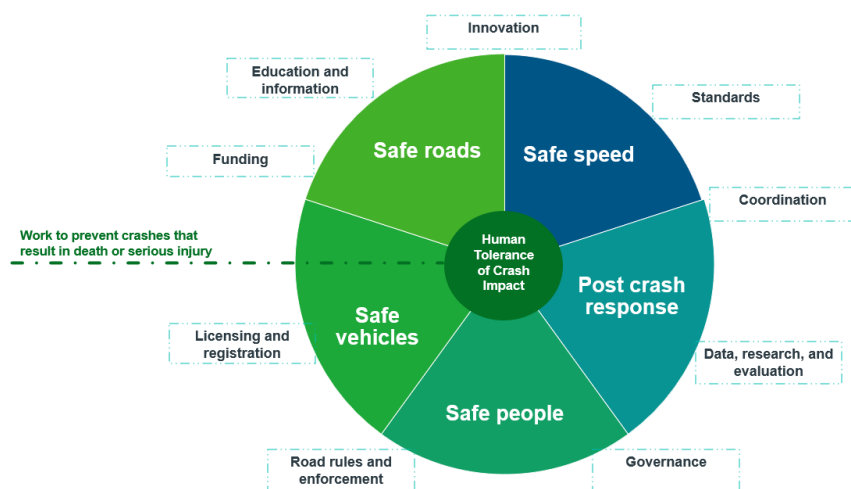 Innovation
Education and
information
Standards
Safe roads
Safe speed
Funding
Coordination
Work to prevent crashes that
result in death or serious injury
Human
Tolerance
of Crash
Impact
Post crash
response
Safe
vehicles
Licensing and
registration
Data, research, and
evaluation
Safe people
Road rules and
enforcement
Governance